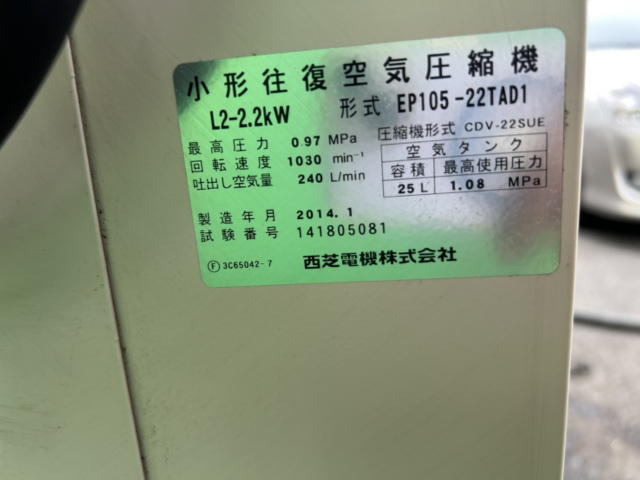 小形往復空気圧縮機
L2-2.2kW 形式 EP105-22TAD1
最高圧力 0.97 MPa 圧縮機形式 CDV-22SUE
回転速度 1030 min⁻¹ 空気タンク
吐出し空気量 240 L/min 容積 最高使用圧力
25 L 1.08 MPa
製造年月 2014.1
試験番号 141805081
Ⓕ 3C65042-7 西芝電機株式会社